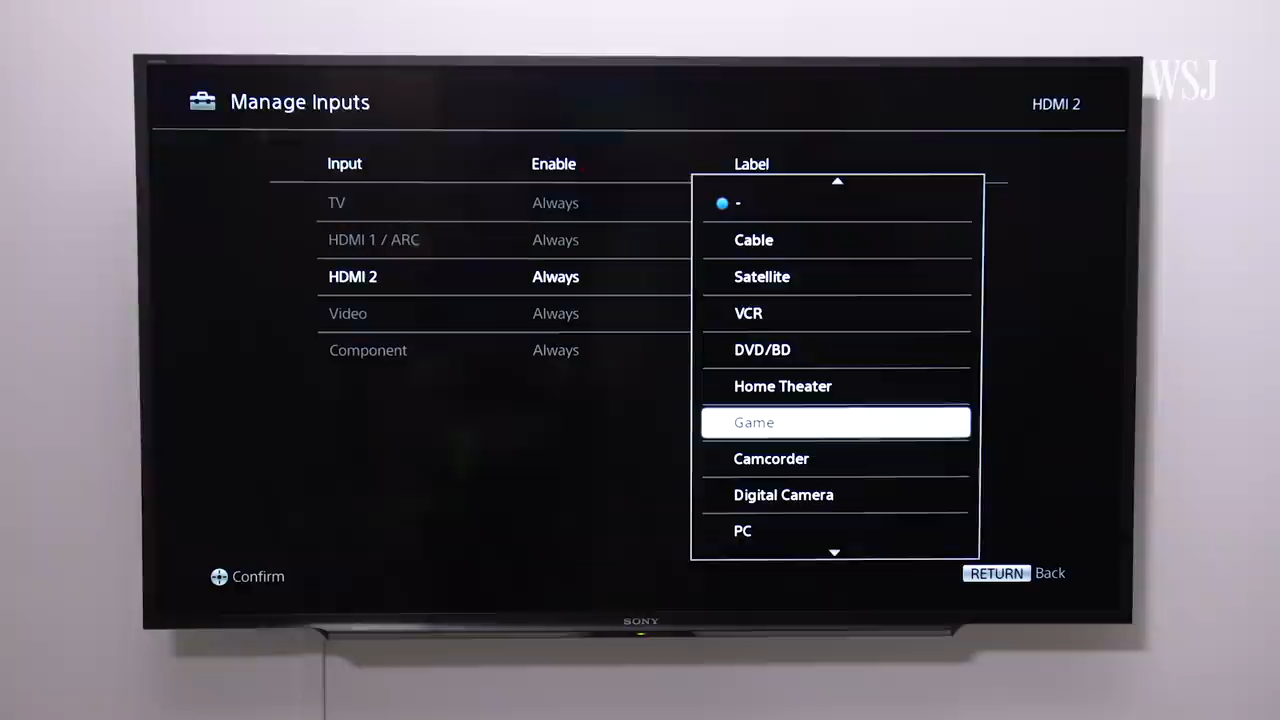 WSJ
Manage Inputs
HDMI 2
Input Enable Label
TV Always -
HDMI 1 / ARC Always Cable
HDMI 2 Always Satellite
Video Always VCR
Component Always DVD/BD
Home Theater
Game
Camcorder
Digital Camera
PC
Confirm
RETURN Back
SONY